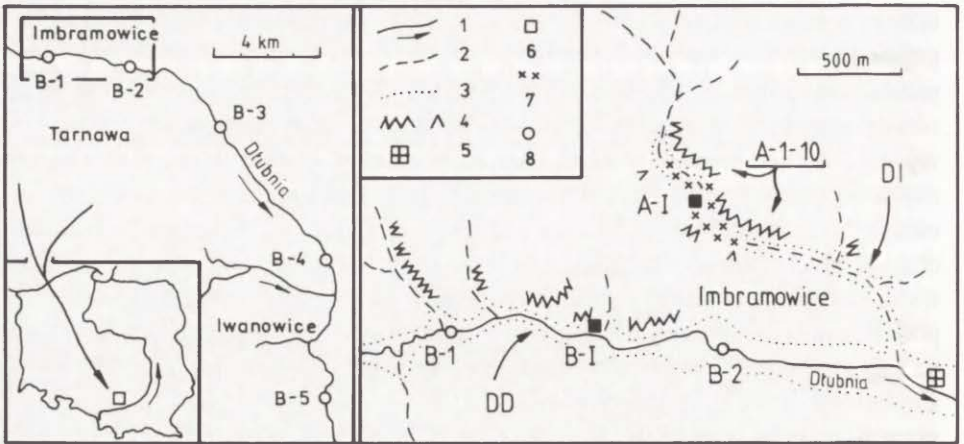 Imbramowice
4 km
B-1
B-2
B-3
Tarnawa
Dłubnia
B-4
Iwanowice
B-5
1
2
3
4
5
6
7
8
500 m
A-1-10
DI
A-I
Imbramowice
B-1
B-I
B-2
Dłubnia
DD